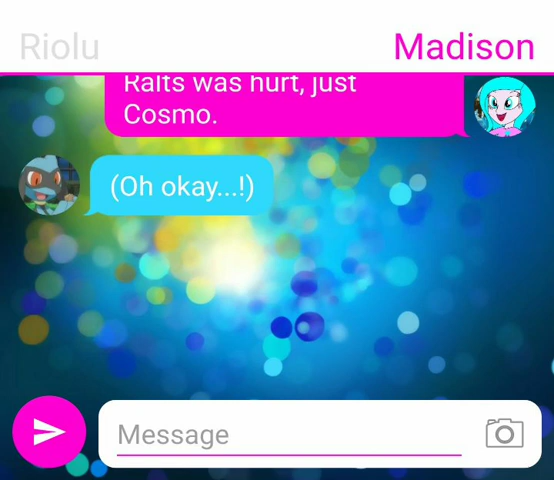 Riolu
Madison
Ralts was hurt, just
Cosmo.
(Oh okay...!)
Message